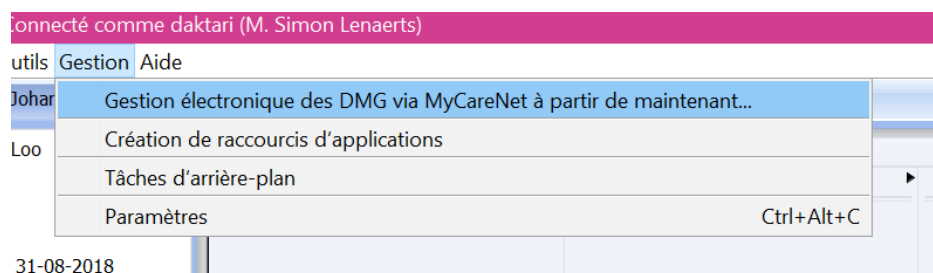 Connecté comme daktari (M. Simon Lenaerts)
utils Gestion Aide
Johan
Gestion électronique des DMG via MyCareNet à partir de maintenant...
Loo
Création de raccourcis d'applications
Tâches d'arrière-plan
Paramètres Ctrl+Alt+C
31-08-2018